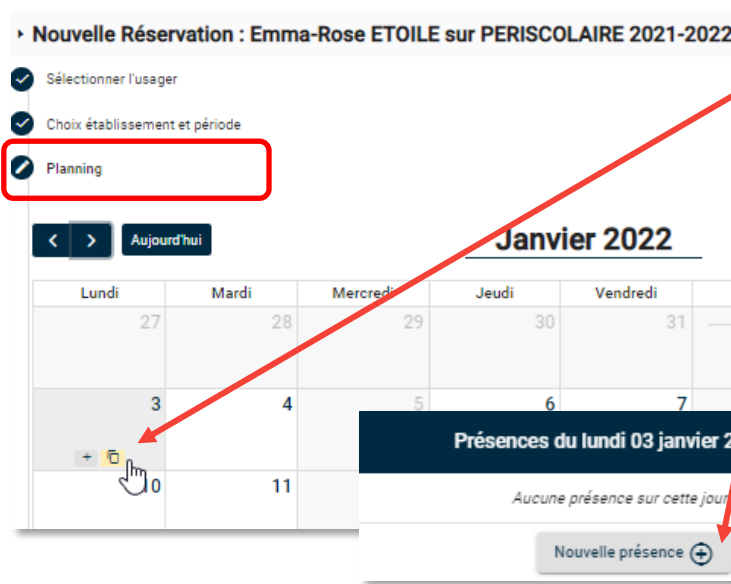 Nouvelle Réservation : Emma-Rose ETOILE sur PERISCOLAIRE 2021-2022
Sélectionner l'usager
Choix établissement et période
Planning
Aujourd'hui
Janvier 2022
Lundi Mardi Mercredi Jeudi Vendredi
27 28 29 30 31
3 4 5 6 7
+
10 11
Présences du lundi 03 janvier 2
Aucune présence sur cette jour
Nouvelle présence